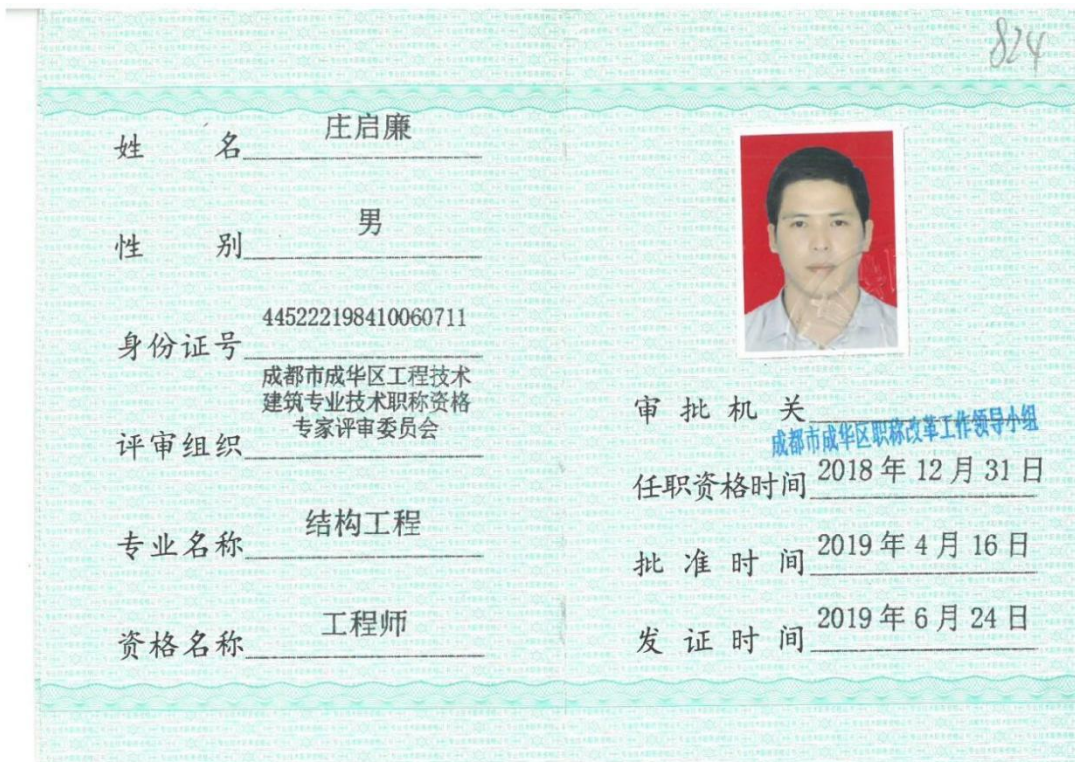 824
姓名 庄启廉
性别 男
身份证号 445222198410060711
评审组织 成都市成华区工程技术
建筑专业技术职称资格
专家评审委员会
专业名称 结构工程
资格名称 工程师
审批机关 成都市成华区职称改革工作领导小组
任职资格时间 2018年12月31日
批准时间 2019年4月16日
发证时间 2019年6月24日